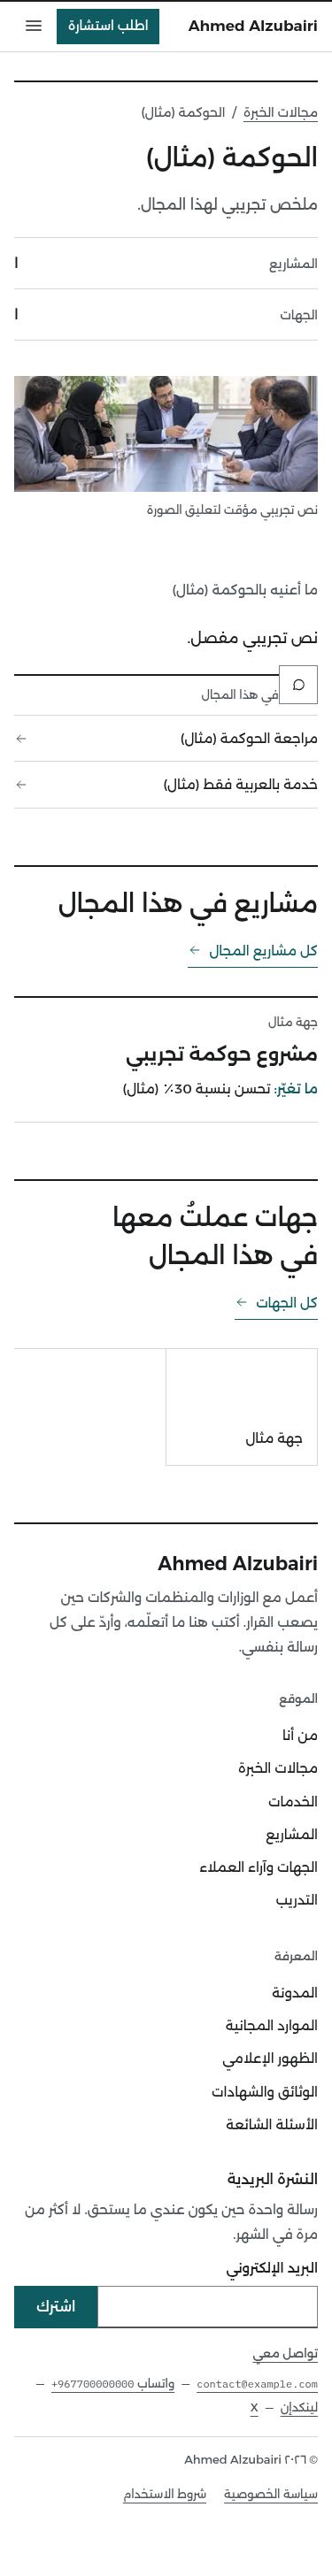 Ahmed Alzubairi
اطلب استشارة
مجالات الخبرة / الحوكمة (مثال)
الحوكمة (مثال)
ملخص تجريبي لهذا المجال.
المشاريع ١
الجهات ١
نص تجريبي مؤقت لتعليق الصورة
ما أعنيه بالحوكمة (مثال)
نص تجريبي مفصل.
في هذا المجال
مراجعة الحوكمة (مثال) ←
خدمة بالعربية فقط (مثال) ←
مشاريع في هذا المجال
كل مشاريع المجال ←
جهة مثال
مشروع حوكمة تجريبي
ما تغيّر: تحسن بنسبة 30٪ (مثال)
جهات عملتُ معها
في هذا المجال
كل الجهات ←
جهة مثال
Ahmed Alzubairi
أعمل مع الوزارات والمنظمات والشركات حين
يصعب القرار. أكتب هنا ما أتعلّمه، وأردّ على كل
رسالة بنفسي.
الموقع
من أنا
مجالات الخبرة
الخدمات
المشاريع
الجهات وآراء العملاء
التدريب
المعرفة
المدونة
الموارد المجانية
الظهور الإعلامي
الوثائق والشهادات
الأسئلة الشائعة
النشرة البريدية
رسالة واحدة حين يكون عندي ما يستحق. لا أكثر من
مرة في الشهر.
البريد الإلكتروني
اشترك
تواصل معي
contact@example.com — واتساب +967700000000 —
لينكدإن — X
© ٢٠٢٦ Ahmed Alzubairi
سياسة الخصوصية شروط الاستخدام